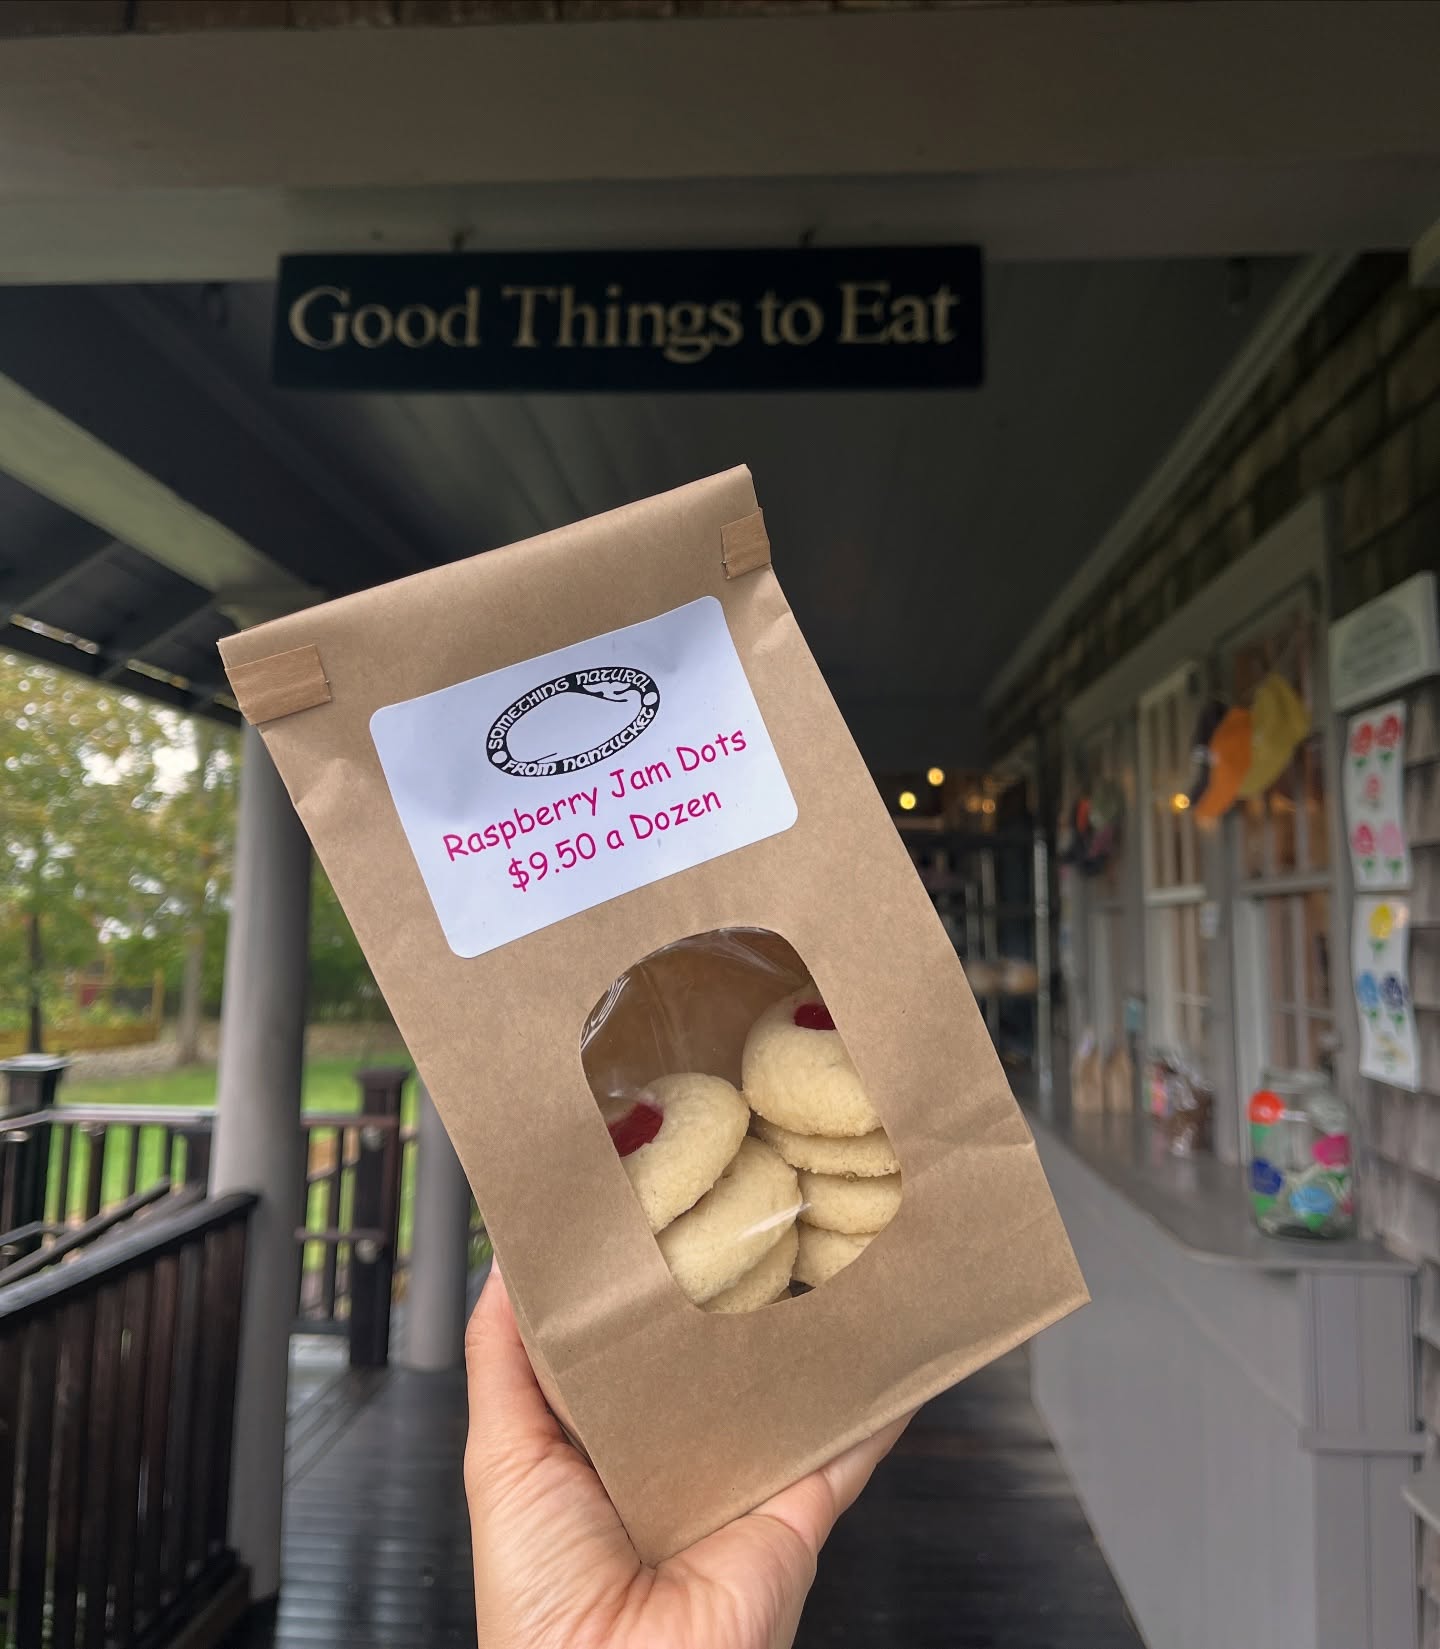 Good Things to Eat
SOMETHING NATURAL
FROM NANTUCKET
Raspberry Jam Dots
$9.50 a Dozen